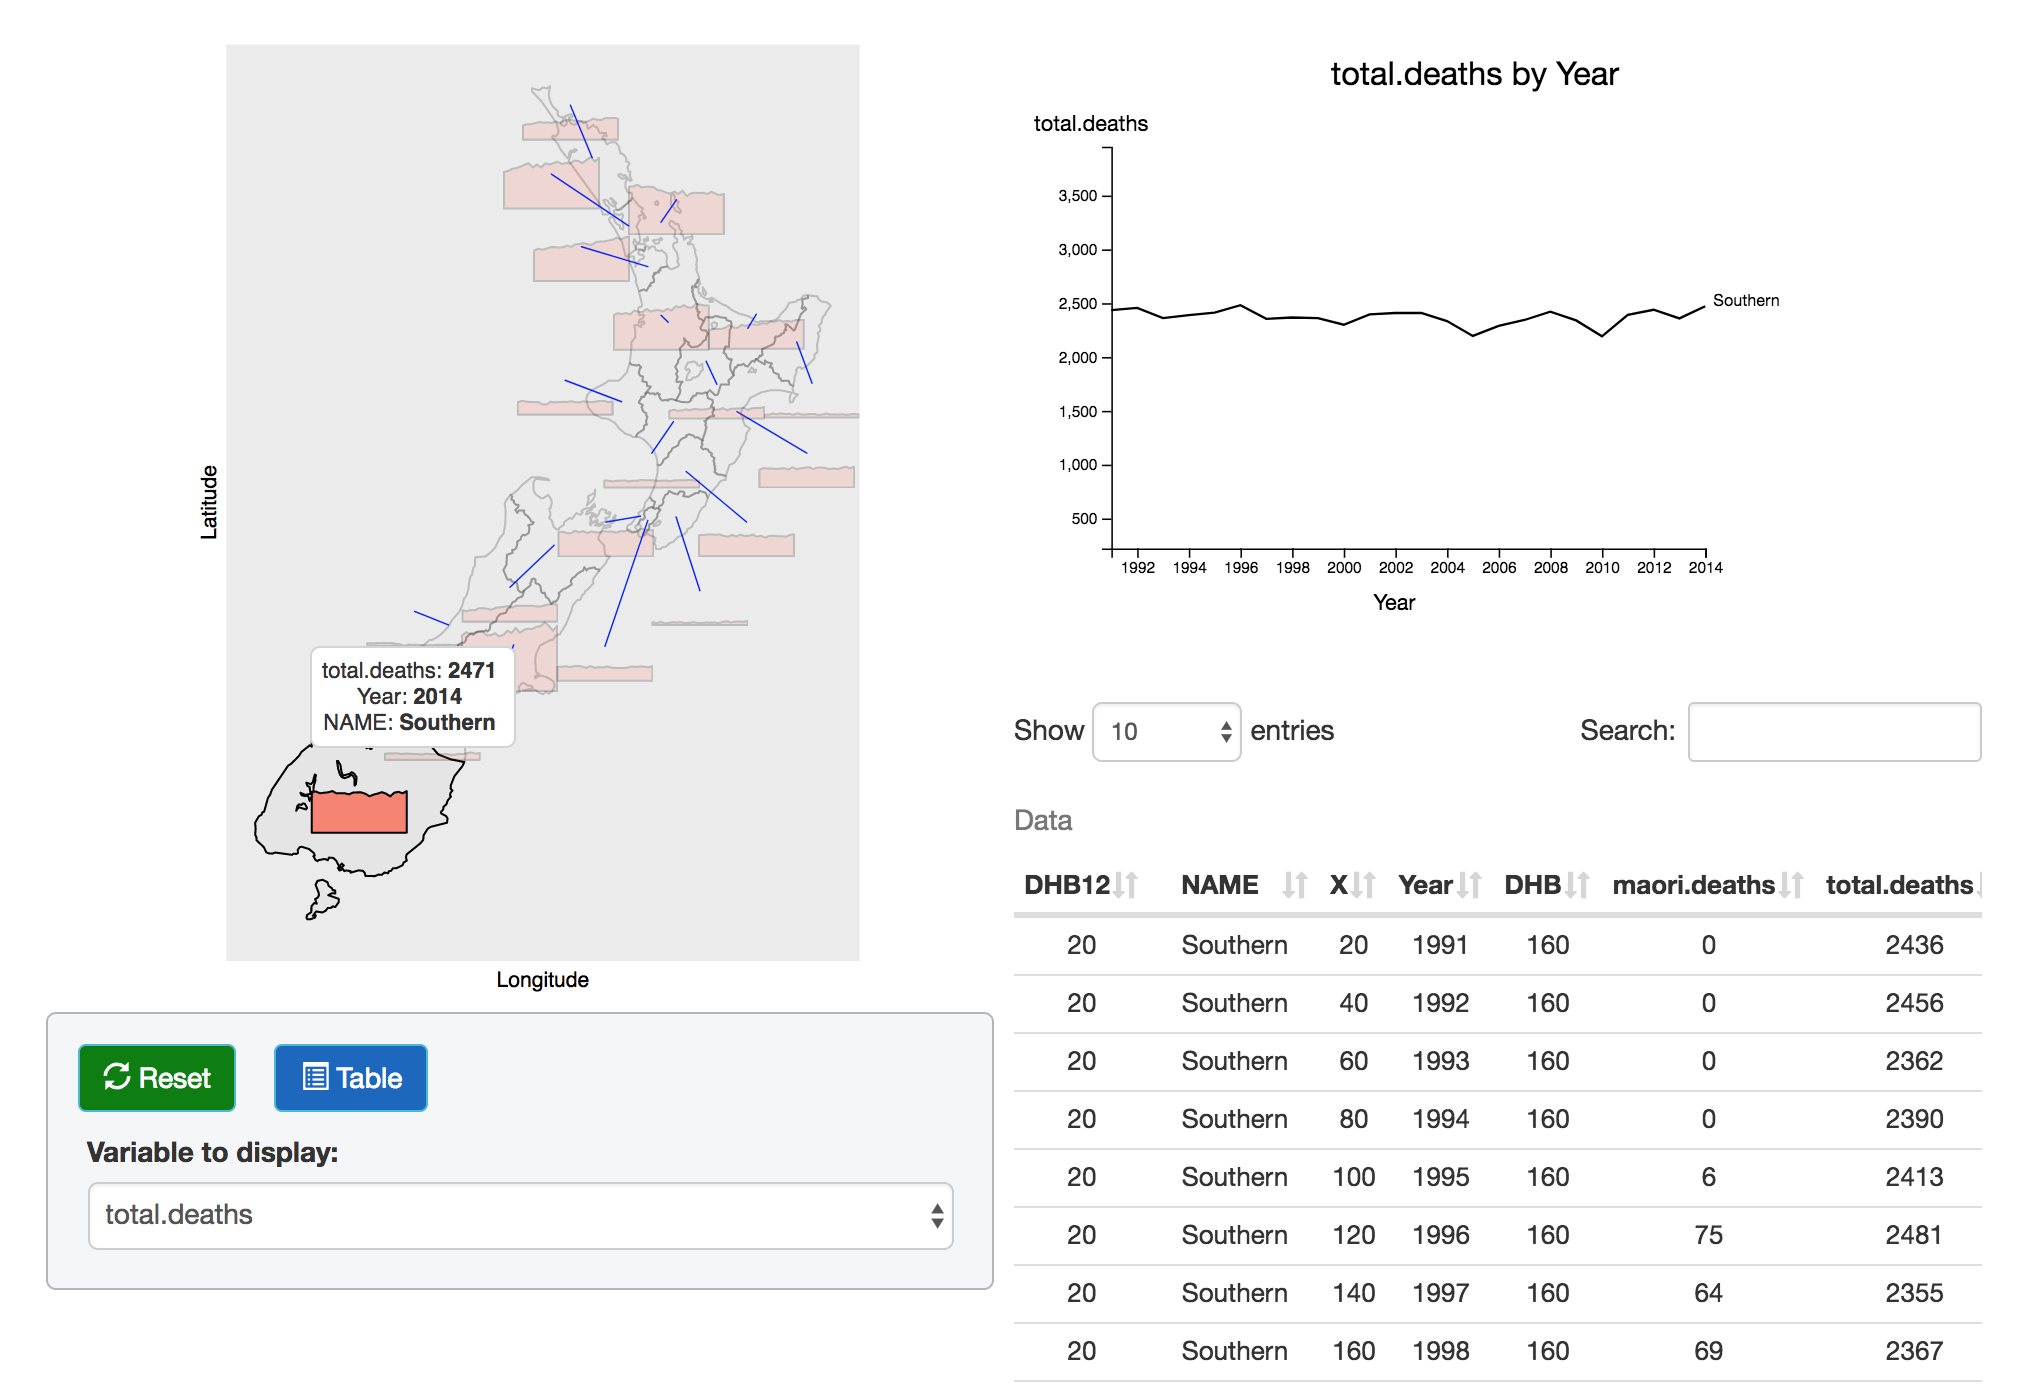 Latitude
Longitude
total.deaths: 2471
Year: 2014
NAME: Southern
Reset
Table
Variable to display:
total.deaths
total.deaths by Year
total.deaths
3,500
3,000
2,500
2,000
1,500
1,000
500
Southern
1992 1994 1996 1998 2000 2002 2004 2006 2008 2010 2012 2014
Year
Show 10 entries Search:
Data
DHB12 NAME X Year DHB maori.deaths total.deaths
20 Southern 20 1991 160 0 2436
20 Southern 40 1992 160 0 2456
20 Southern 60 1993 160 0 2362
20 Southern 80 1994 160 0 2390
20 Southern 100 1995 160 6 2413
20 Southern 120 1996 160 75 2481
20 Southern 140 1997 160 64 2355
20 Southern 160 1998 160 69 2367